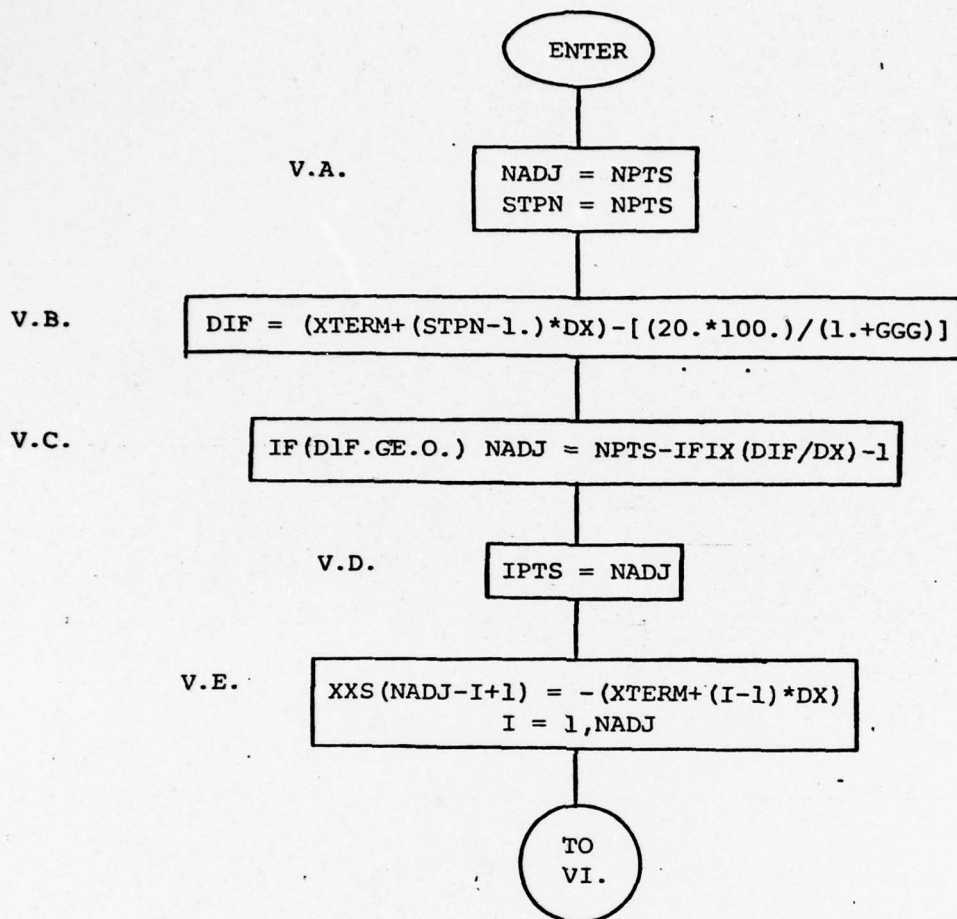 ENTER
V.A.
NADJ = NPTS
STPN = NPTS
V.B.
DIF = (XTERM+(STPN-1.)*DX)-[(20.*100.)/(1.+GGG)]
V.C.
IF(DIF.GE.O.) NADJ = NPTS-IFIX(DIF/DX)-1
V.D.
IPTS = NADJ
V.E.
XXS(NADJ-I+1) = -(XTERM+(I-1)*DX)
I = 1,NADJ
TO
VI.